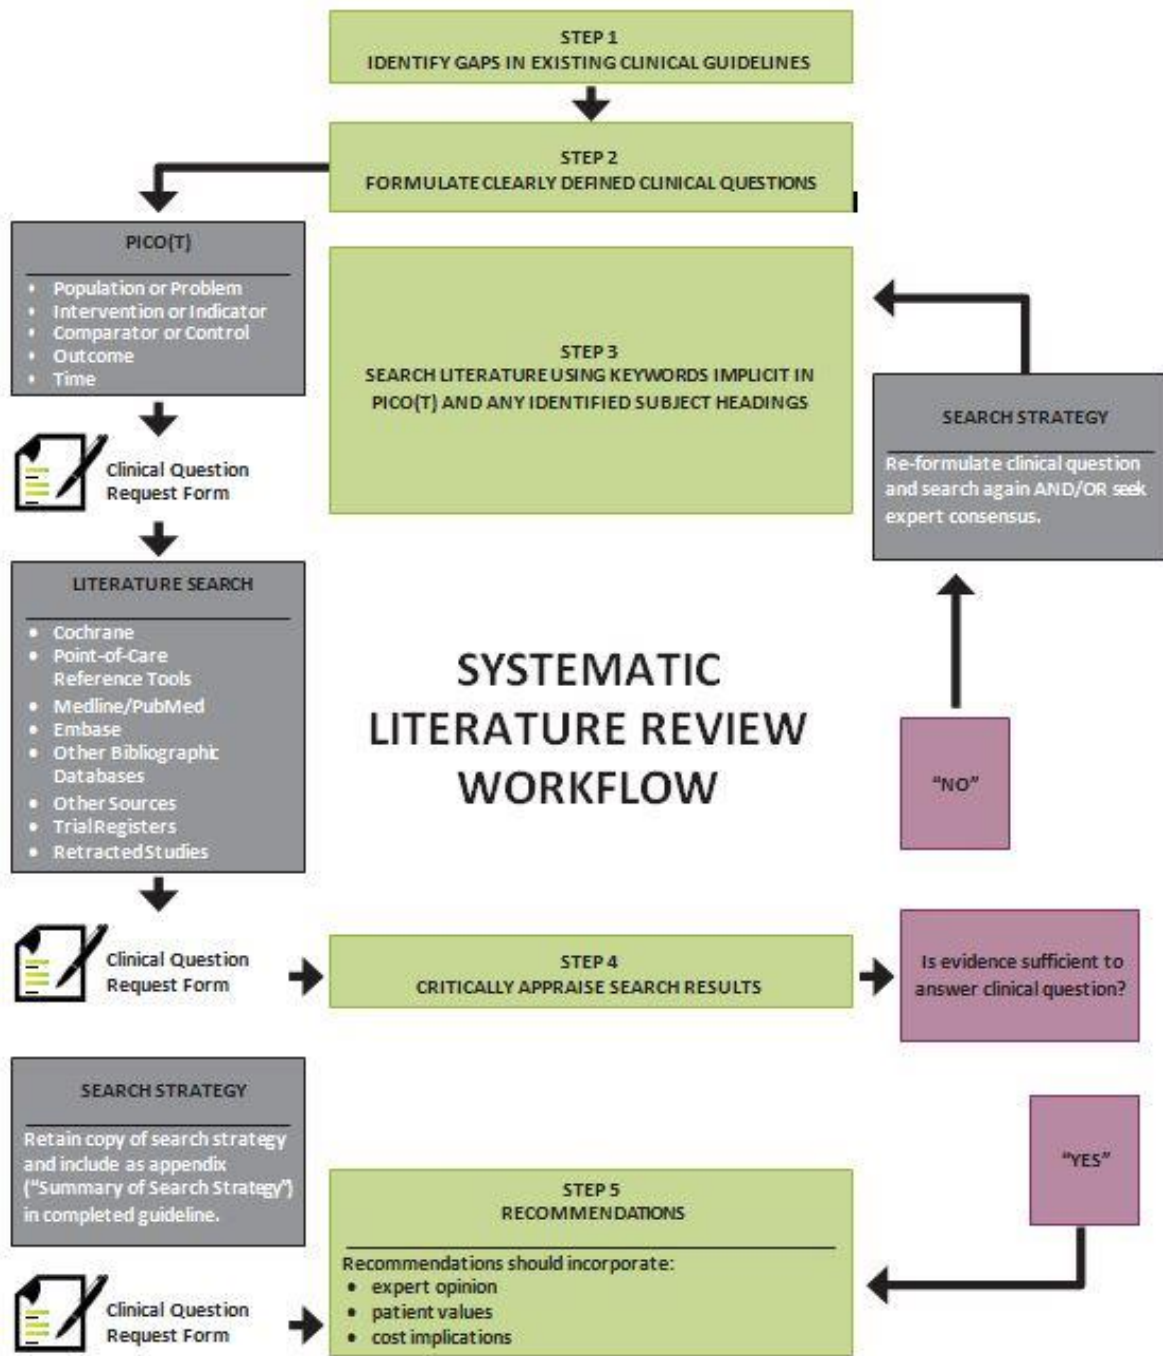 STEP 1
IDENTIFY GAPS IN EXISTING CLINICAL GUIDELINES
STEP 2
FORMULATE CLEARLY DEFINED CLINICAL QUESTIONS
PICO(T)
• Population or Problem
• Intervention or Indicator
• Comparator or Control
• Outcome
• Time
Clinical Question
Request Form
STEP 3
SEARCH LITERATURE USING KEYWORDS IMPLICIT IN
PICO(T) AND ANY IDENTIFIED SUBJECT HEADINGS
SEARCH STRATEGY
Re-formulate clinical question
and search again AND/OR seek
expert consensus.
LITERATURE SEARCH
• Cochrane
• Point-of-Care
Reference Tools
• Medline/PubMed
• Embase
• Other Bibliographic
Databases
• Other Sources
• Trial Registers
• Retracted Studies
SYSTEMATIC
LITERATURE REVIEW
WORKFLOW
"NO"
Clinical Question
Request Form
STEP 4
CRITICALLY APPRAISE SEARCH RESULTS
Is evidence sufficient to
answer clinical question?
SEARCH STRATEGY
Retain copy of search strategy
and include as appendix
("Summary of Search Strategy")
in completed guideline.
"YES"
STEP 5
RECOMMENDATIONS
Recommendations should incorporate:
• expert opinion
• patient values
• cost implications
Clinical Question
Request Form